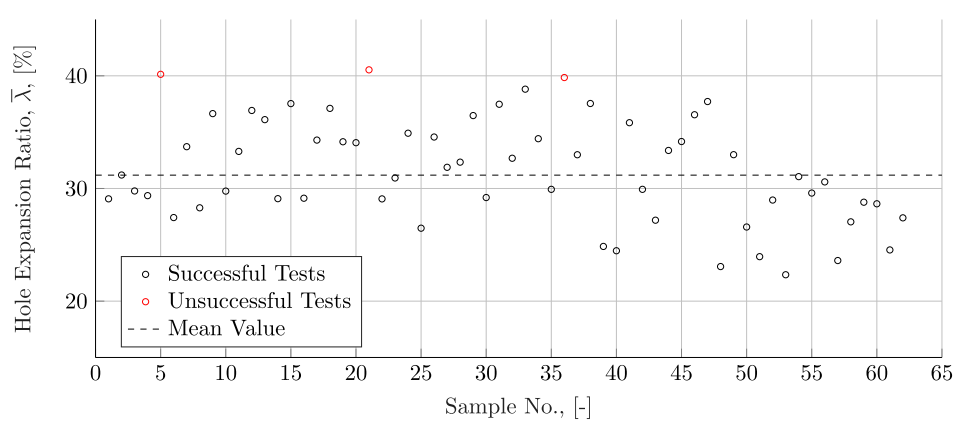 Hole Expansion Ratio, λ̅, [%]
40
30
20
Successful Tests
Unsuccessful Tests
Mean Value
0 5 10 15 20 25 30 35 40 45 50 55 60 65
Sample No., [-]